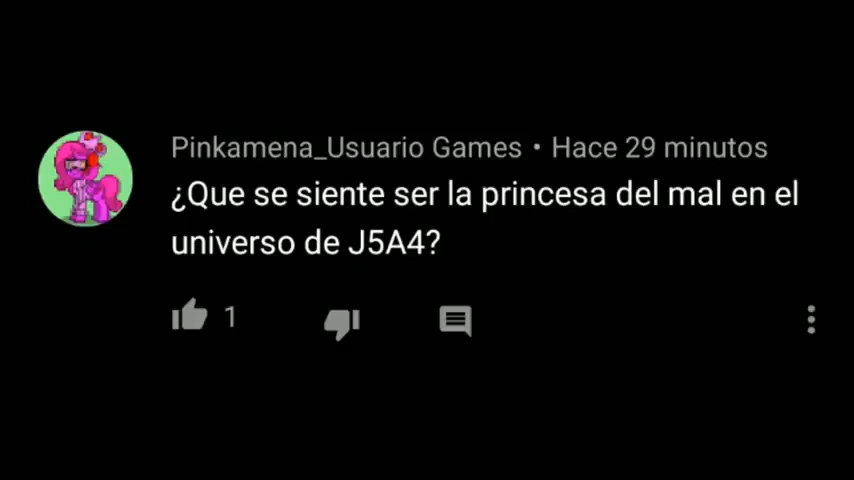 Pinkamena_Usuario Games • Hace 29 minutos
¿Que se siente ser la princesa del mal en el
universo de J5A4?
1